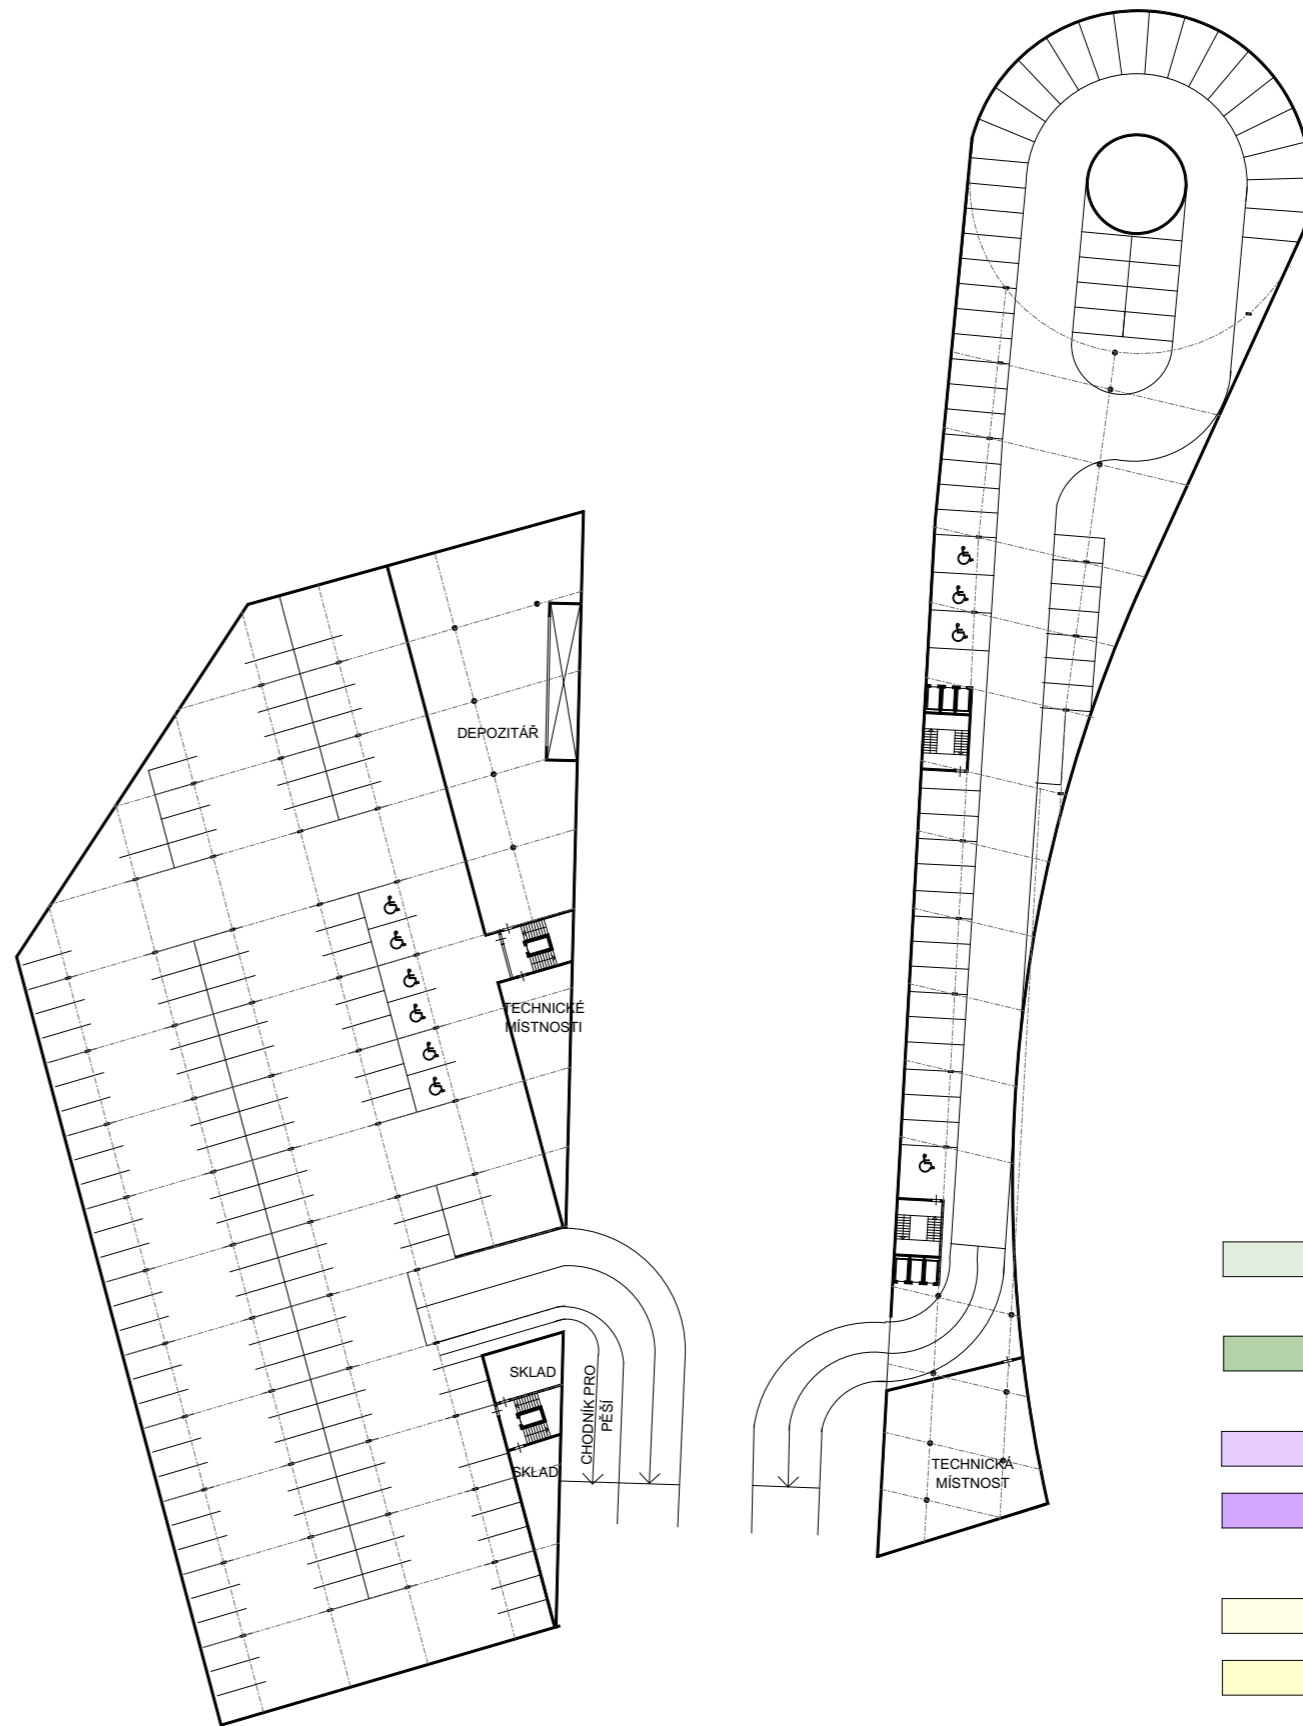 DEPOZITÁŘ
TECHNICKÉ
MÍSTNOSTI
SKLAD
CHODNÍK PRO
PĚŠÍ
SKLAD
TECHNICKÁ
MÍSTNOST